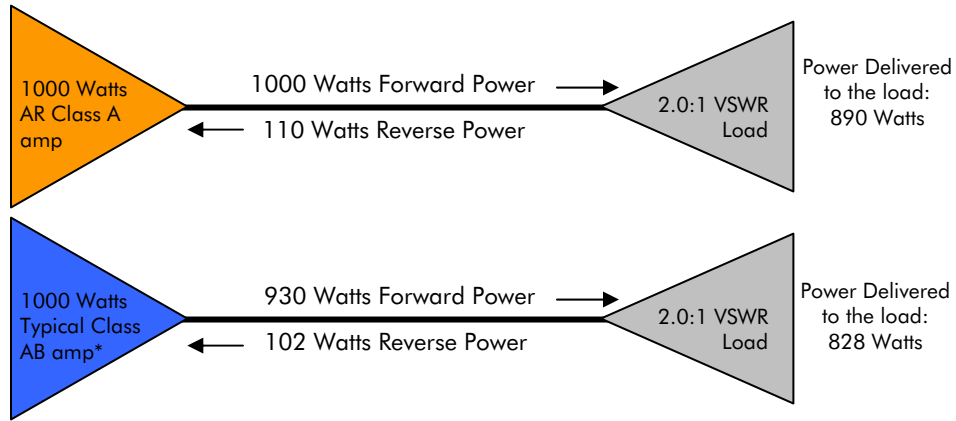 1000 Watts
AR Class A
amp
1000 Watts Forward Power
110 Watts Reverse Power
2.0:1 VSWR
Load
Power Delivered
to the load:
890 Watts
1000 Watts
Typical Class
AB amp*
930 Watts Forward Power
102 Watts Reverse Power
2.0:1 VSWR
Load
Power Delivered
to the load:
828 Watts